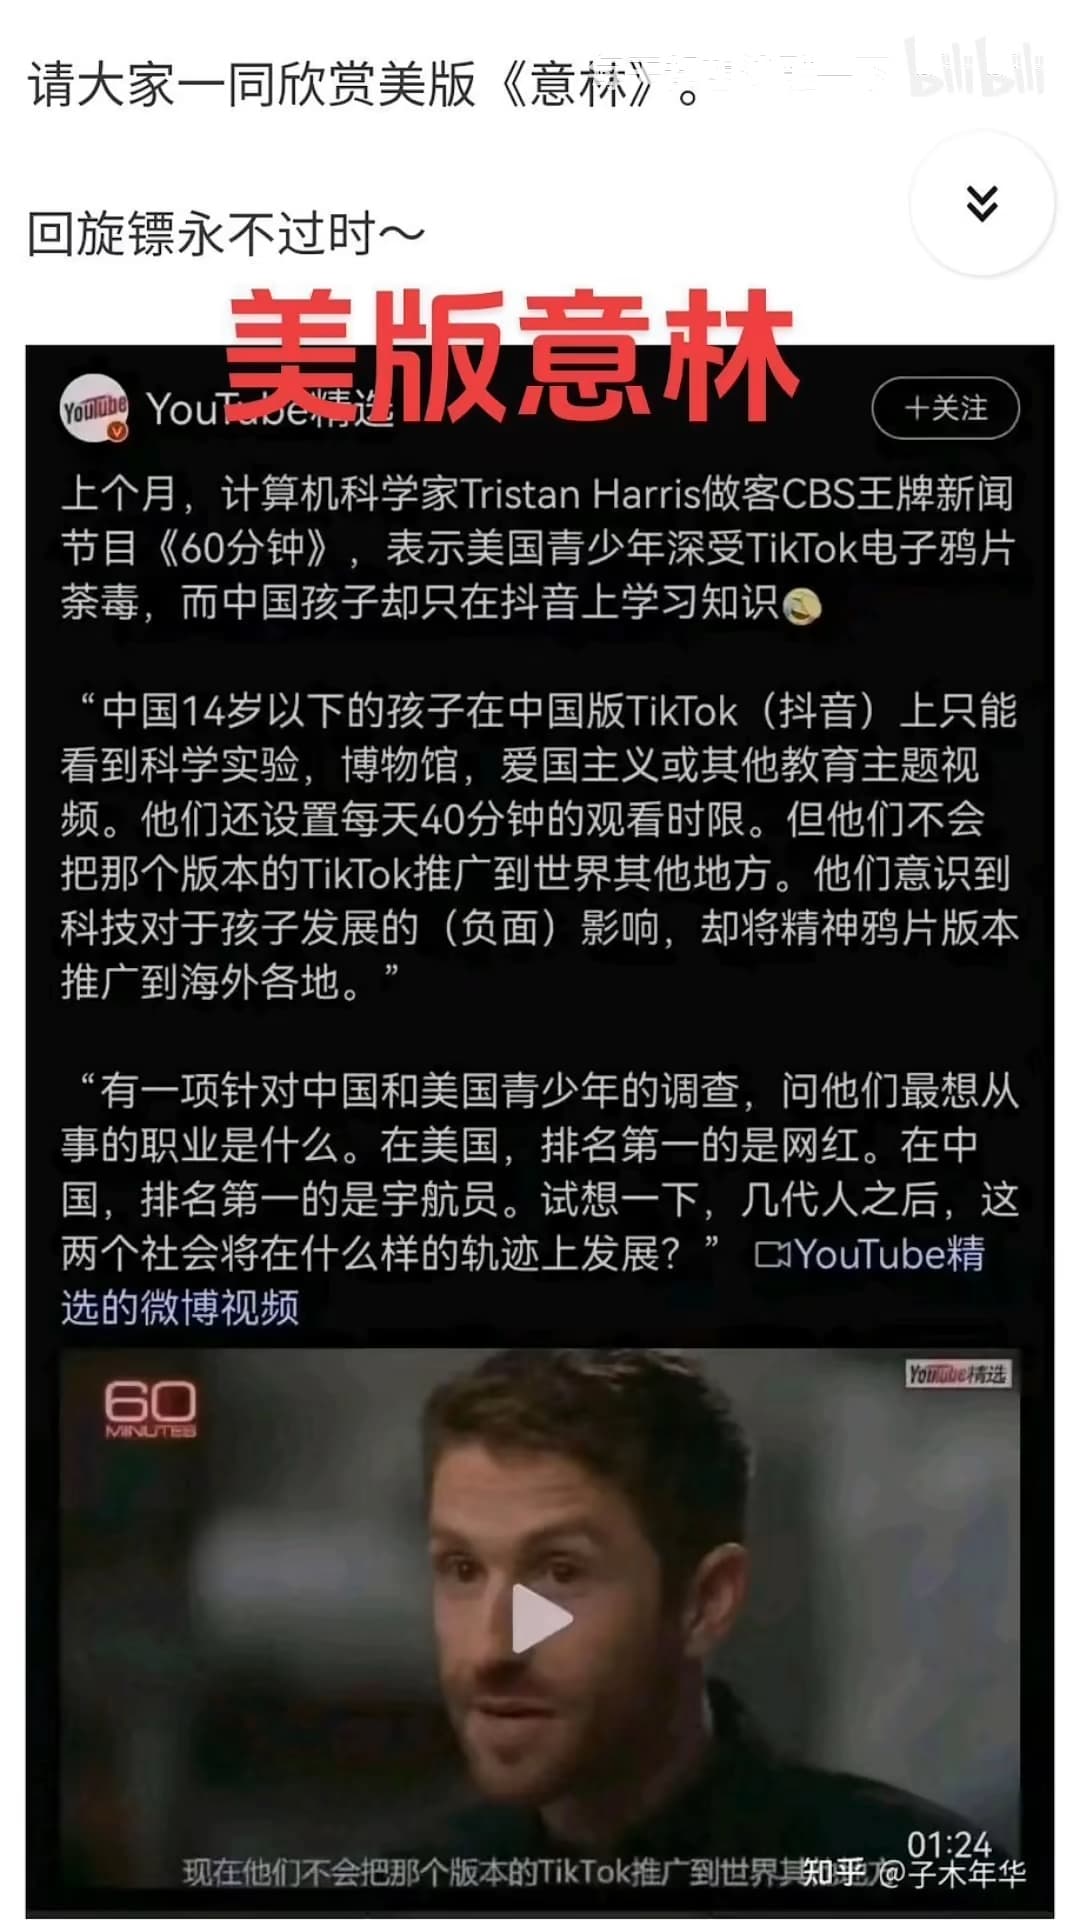 请大家一同欣赏美版《意林》。
bilibili
回旋镖永不过时～
美版意林
YouTube
YouTube精选
＋关注
上个月，计算机科学家Tristan Harris做客CBS王牌新闻
节目《60分钟》，表示美国青少年深受TikTok电子鸦片
荼毒，而中国孩子却只在抖音上学习知识
“中国14岁以下的孩子在中国版TikTok（抖音）上只能
看到科学实验，博物馆，爱国主义或其他教育主题视
频。他们还设置每天40分钟的观看时限。但他们不会
把那个版本的TikTok推广到世界其他地方。他们意识到
科技对于孩子发展的（负面）影响，却将精神鸦片版本
推广到海外各地。”
“有一项针对中国和美国青少年的调查，问他们最想从
事的职业是什么。在美国，排名第一的是网红。在中
国，排名第一的是宇航员。试想一下，几代人之后，这
两个社会将在什么样的轨迹上发展？” YouTube精
选的微博视频
60
MINUTES
YouTube精选
01:24
现在他们不会把那个版本的TikTok推广到世界其
知乎 @子木年华